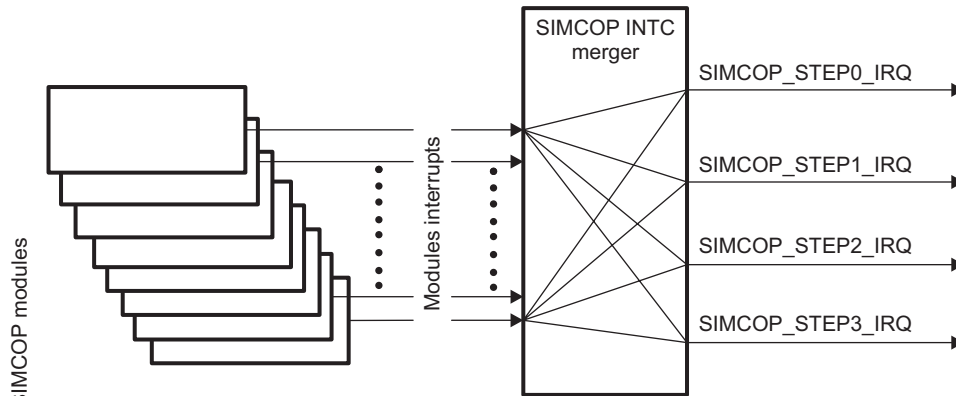 SIMCOP INTC
merger
SIMCOP_STEP0_IRQ
SIMCOP_STEP1_IRQ
SIMCOP_STEP2_IRQ
SIMCOP_STEP3_IRQ
Modules interrupts
SIMCOP modules